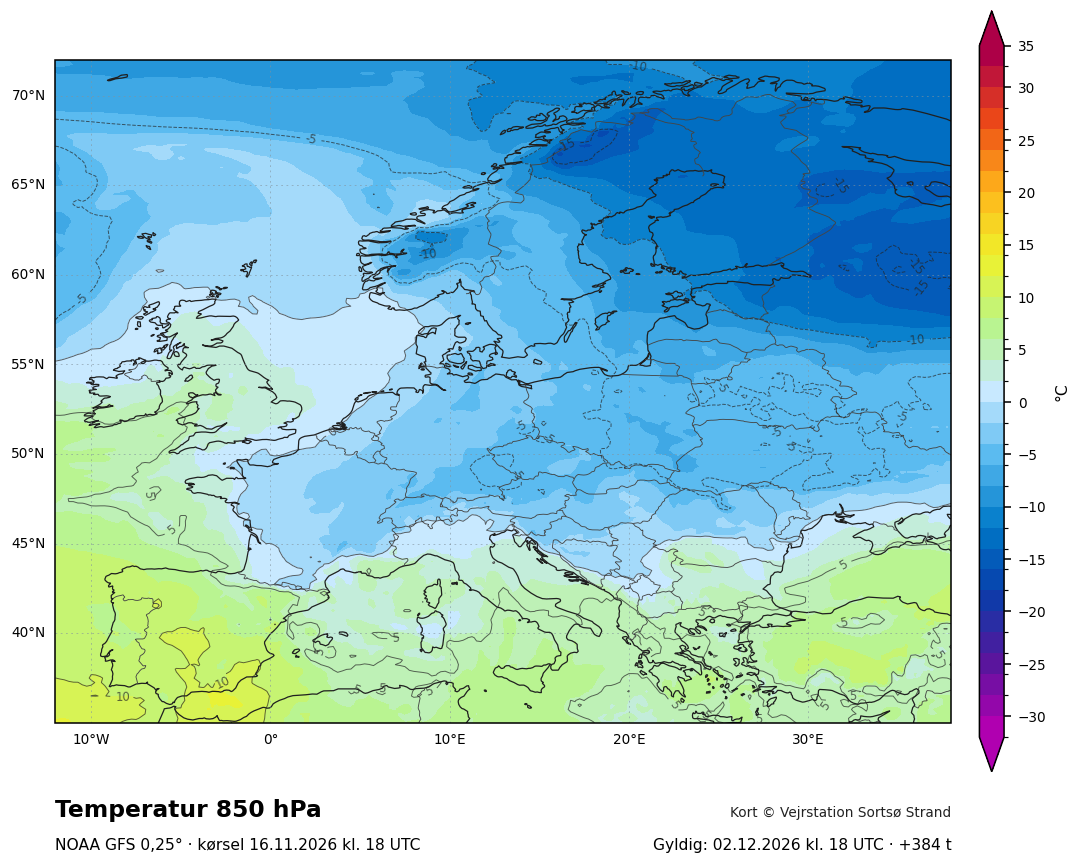 35
30
25
20
15
10
5
0
−5
−10
−15
−20
−25
−30
°C
70°N
65°N
60°N
55°N
50°N
45°N
40°N
10°W 0° 10°E 20°E 30°E
Temperatur 850 hPa
Kort © Vejrstation Sortsø Strand
NOAA GFS 0,25° · kørsel 16.11.2026 kl. 18 UTC
Gyldig: 02.12.2026 kl. 18 UTC · +384 t